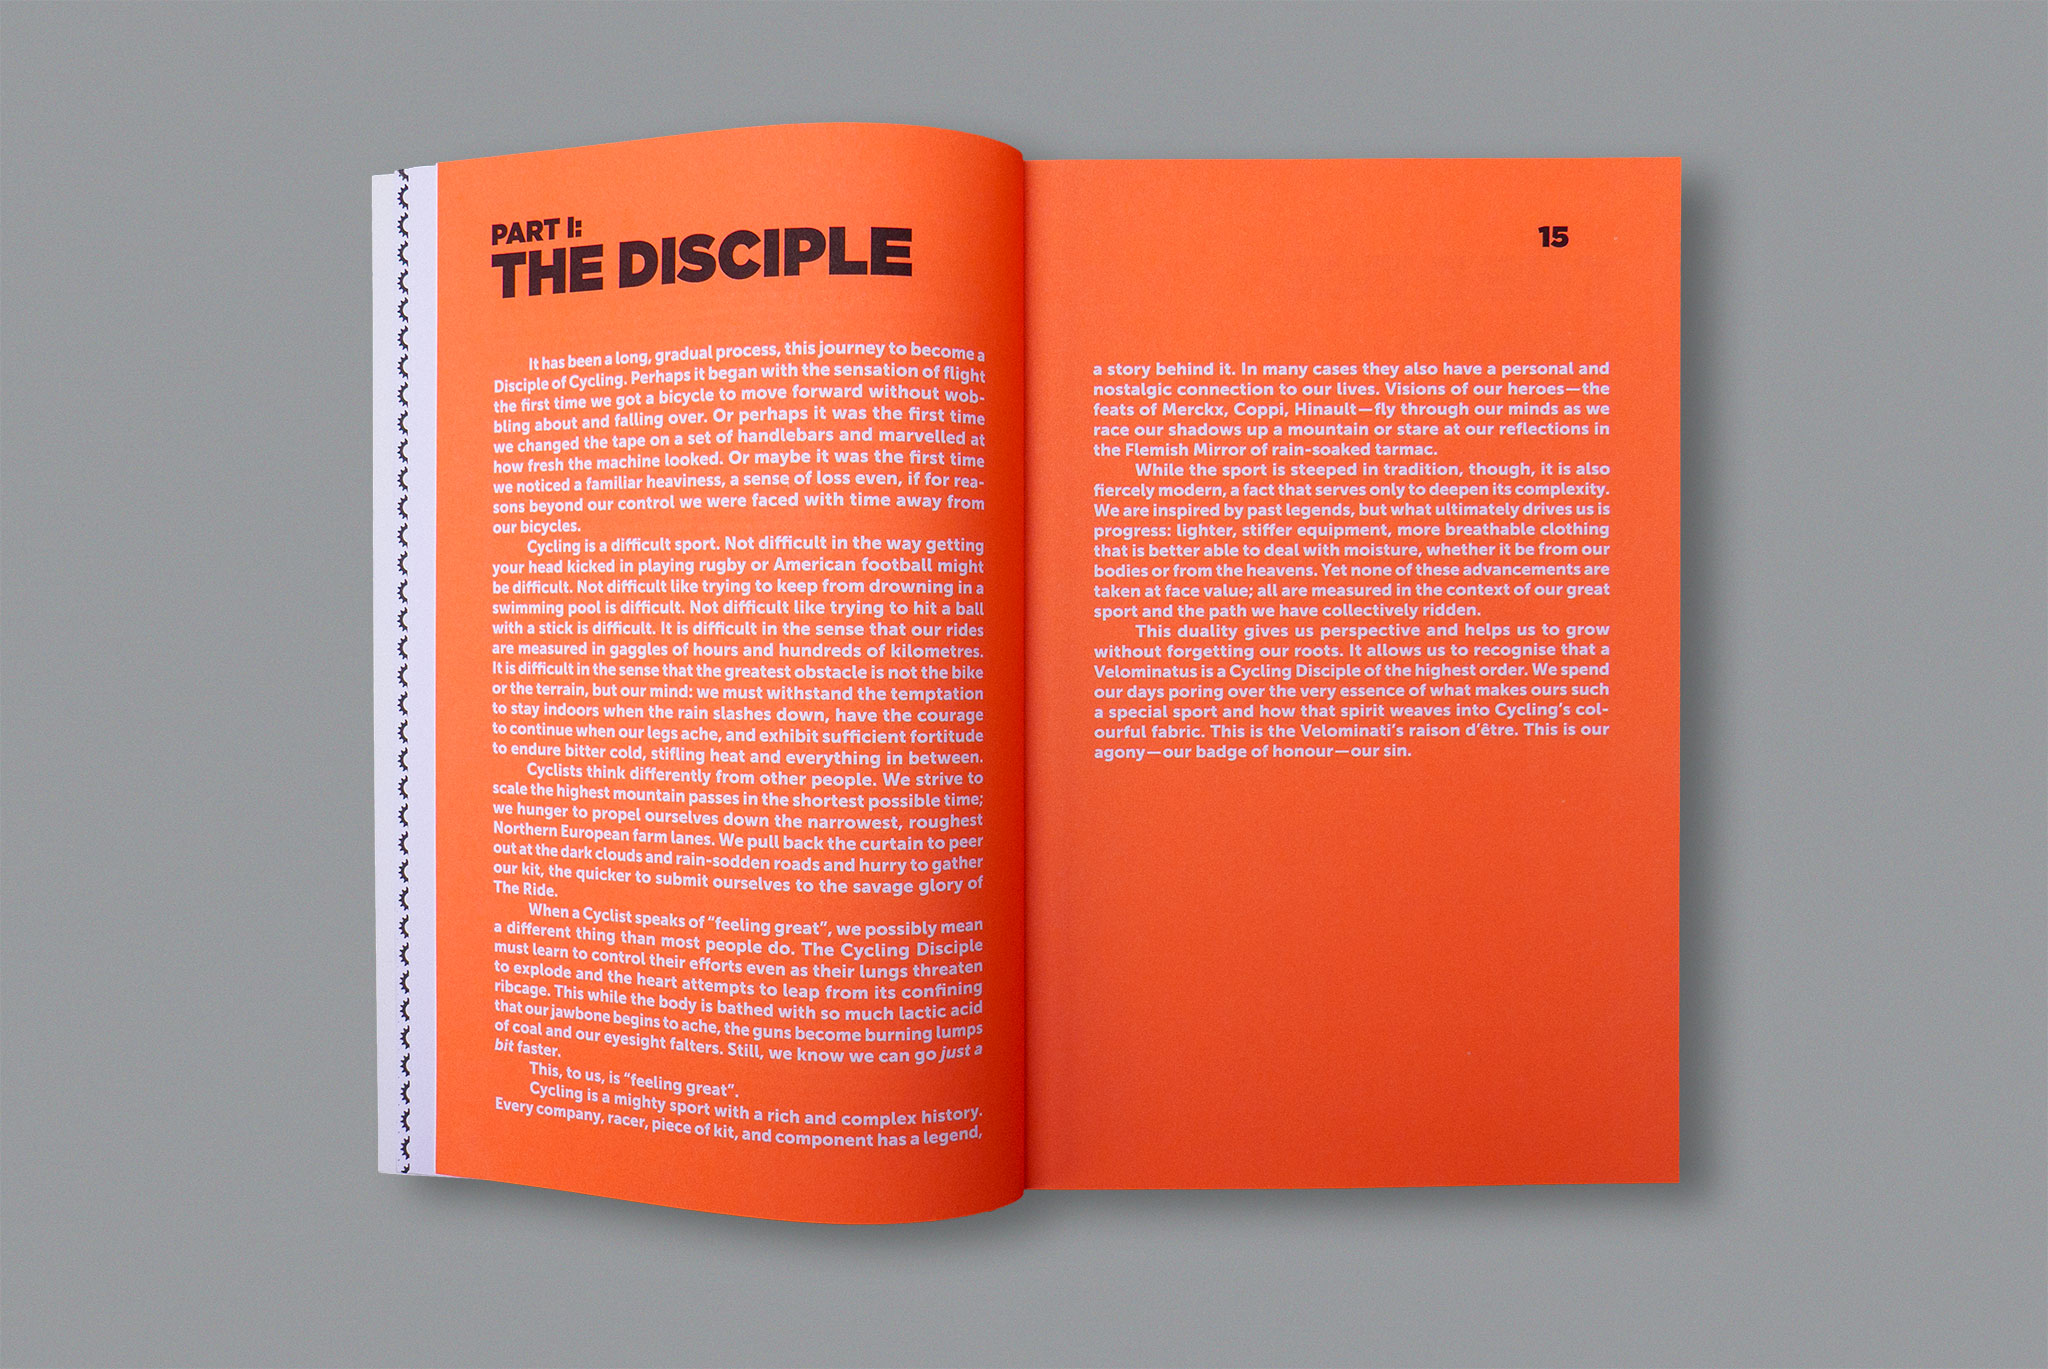 PART I:
THE DISCIPLE
It has been a long, gradual process, this journey to become a
Disciple of Cycling. Perhaps it began with the sensation of flight
the first time we got a bicycle to move forward without wob-
bling about and falling over. Or perhaps it was the first time
we changed the tape on a set of handlebars and marvelled at
how fresh the machine looked. Or maybe it was the first time
we noticed a familiar heaviness, a sense of loss even, if for rea-
sons beyond our control we were faced with time away from
our bicycles.
Cycling is a difficult sport. Not difficult in the way getting
your head kicked in playing rugby or American football might
be difficult. Not difficult like trying to keep from drowning in a
swimming pool is difficult. Not difficult like trying to hit a ball
with a stick is difficult. It is difficult in the sense that our rides
are measured in gaggles of hours and hundreds of kilometres.
It is difficult in the sense that the greatest obstacle is not the bike
or the terrain, but our mind: we must withstand the temptation
to stay indoors when the rain slashes down, have the courage
to continue when our legs ache, and exhibit sufficient fortitude
to endure bitter cold, stifling heat and everything in between.
Cyclists think differently from other people. We strive to
scale the highest mountain passes in the shortest possible time;
we hunger to propel ourselves down the narrowest, roughest
Northern European farm lanes. We pull back the curtain to peer
out at the dark clouds and rain-sodden roads and hurry to gather
our kit, the quicker to submit ourselves to the savage glory of
The Ride.
When a Cyclist speaks of “feeling great”, we possibly mean
a different thing than most people do. The Cycling Disciple
must learn to control their efforts even as their lungs threaten
to explode and the heart attempts to leap from its confining
ribcage. This while the body is bathed with so much lactic acid
that our jawbone begins to ache, the guns become burning lumps
of coal and our eyesight falters. Still, we know we can go just a
bit faster.
This, to us, is “feeling great”.
Cycling is a mighty sport with a rich and complex history.
Every company, racer, piece of kit, and component has a legend,
15
a story behind it. In many cases they also have a personal and
nostalgic connection to our lives. Visions of our heroes—the
feats of Merckx, Coppi, Hinault—fly through our minds as we
race our shadows up a mountain or stare at our reflections in
the Flemish Mirror of rain-soaked tarmac.
While the sport is steeped in tradition, though, it is also
fiercely modern, a fact that serves only to deepen its complexity.
We are inspired by past legends, but what ultimately drives us is
progress: lighter, stiffer equipment, more breathable clothing
that is better able to deal with moisture, whether it be from our
bodies or from the heavens. Yet none of these advancements are
taken at face value; all are measured in the context of our great
sport and the path we have collectively ridden.
This duality gives us perspective and helps us to grow
without forgetting our roots. It allows us to recognise that a
Velominatus is a Cycling Disciple of the highest order. We spend
our days poring over the very essence of what makes ours such
a special sport and how that spirit weaves into Cycling’s col-
ourful fabric. This is the Velominati’s raison d’être. This is our
agony—our badge of honour—our sin.